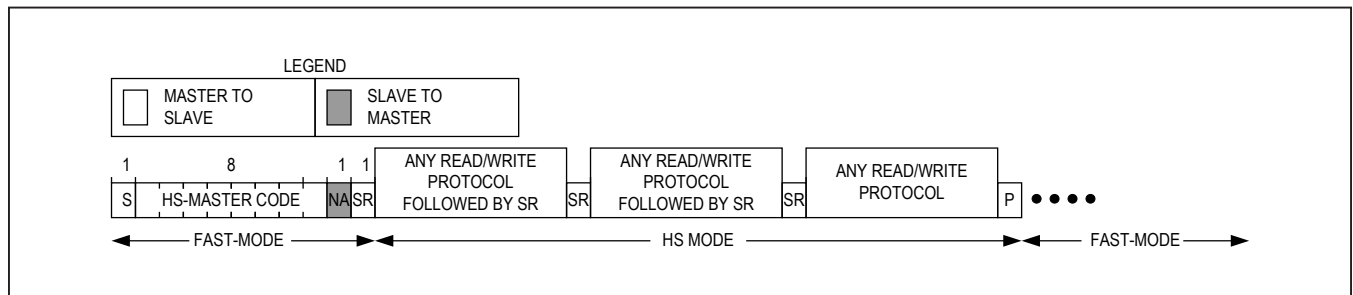 LEGEND
MASTER TO
SLAVE
SLAVE TO
MASTER
1 8 1 1
S HS-MASTER CODE NA SR
ANY READ/WRITE
PROTOCOL
FOLLOWED BY SR
SR
ANY READ/WRITE
PROTOCOL
FOLLOWED BY SR
SR
ANY READ/WRITE
PROTOCOL
P
FAST-MODE HS MODE FAST-MODE